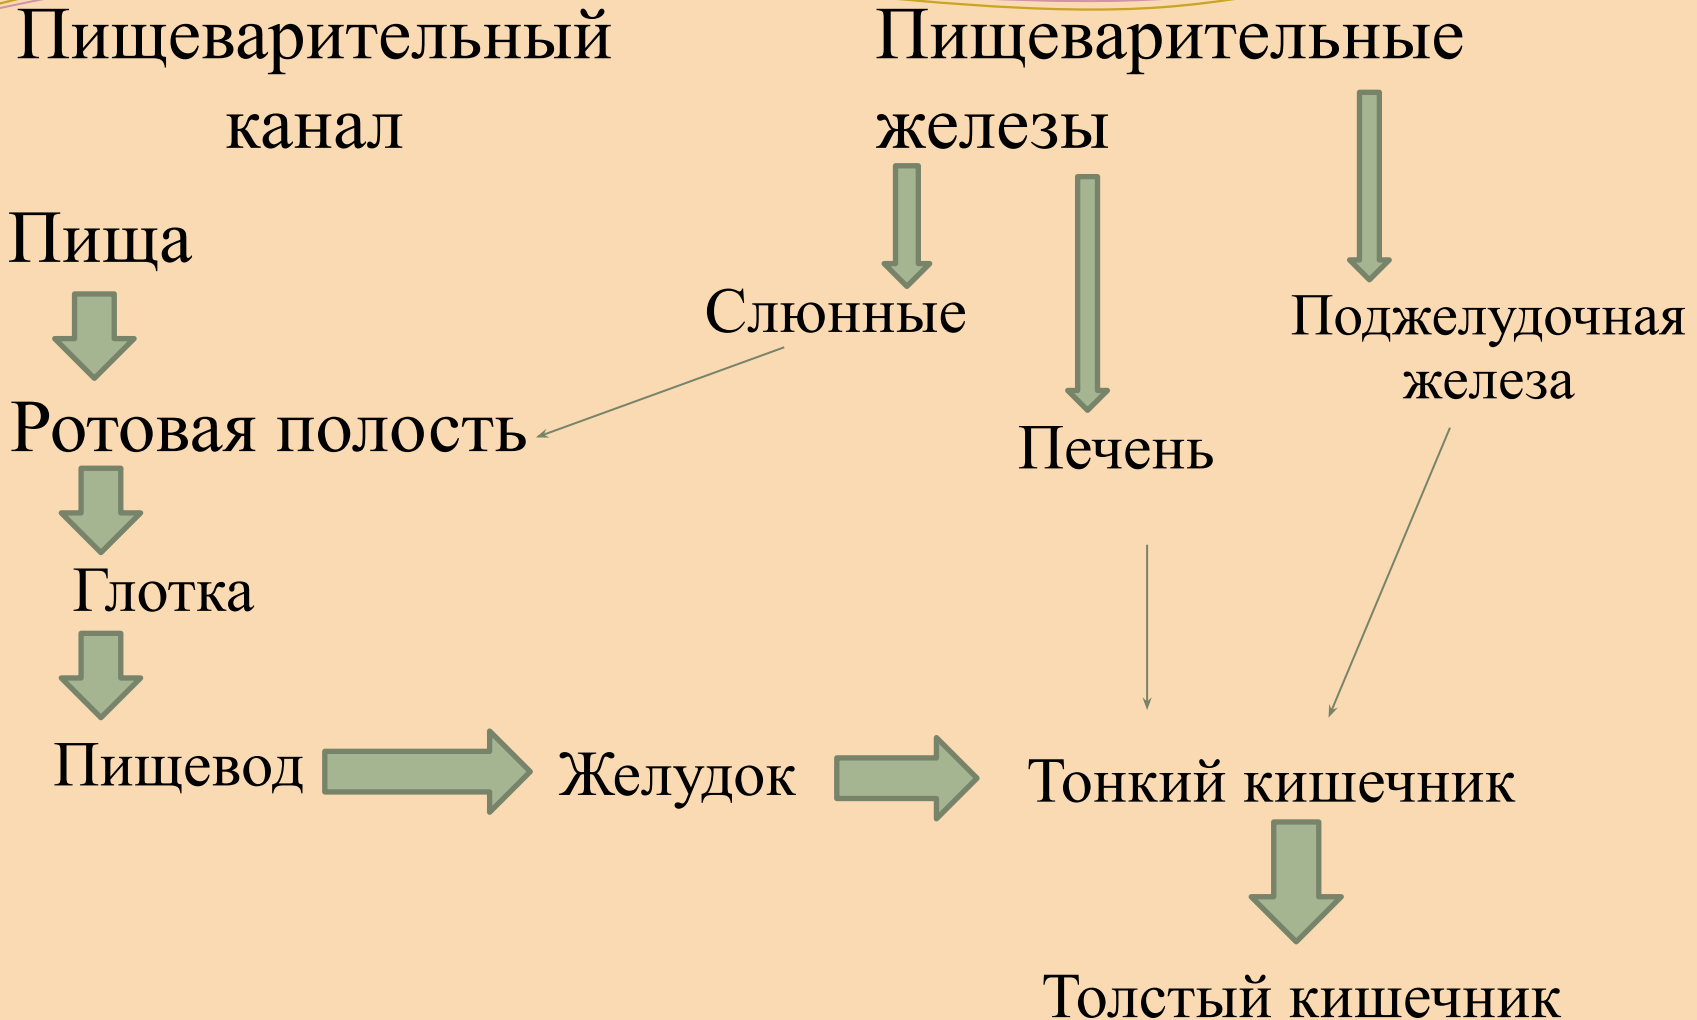 Пищеварительный
канал
Пищеварительные
железы
Пища
Слюнные
Поджелудочная
железа
Ротовая полость
Печень
Глотка
Пищевод
Желудок
Тонкий кишечник
Толстый кишечник